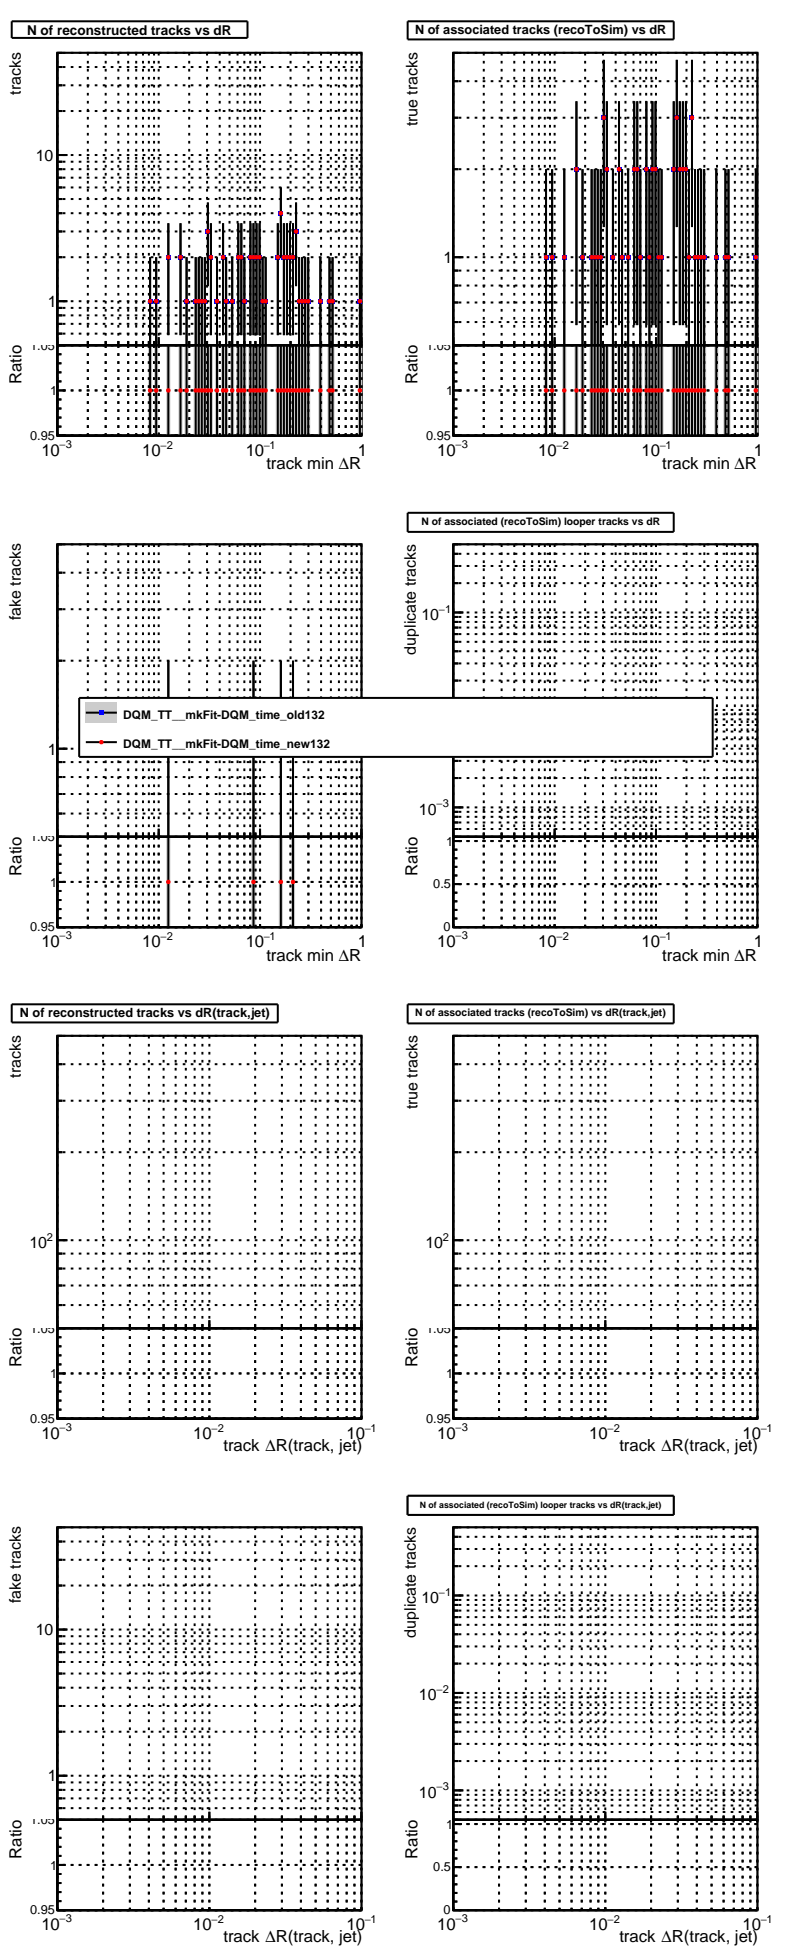 N of reconstructed tracks vs dR
N of associated tracks (recoToSim) vs dR
tracks
10
1
1.05
Ratio
1
0.95
10⁻³
10⁻²
10⁻¹
1
track min ΔR
true tracks
1
1.05
Ratio
1
0.95
10⁻³
10⁻²
10⁻¹
1
track min ΔR
N of associated (recoToSim) looper tracks vs dR
fake tracks
1
1.05
Ratio
1
0.95
10⁻³
10⁻²
10⁻¹
1
track min ΔR
duplicate tracks
10⁻¹
10⁻³
Ratio
1
0.5
0
10⁻³
10⁻²
10⁻¹
1
track min ΔR
DQM_TT__mkFit-DQM_time_old132
DQM_TT__mkFit-DQM_time_new132
N of reconstructed tracks vs dR(track,jet)
N of associated tracks (recoToSim) vs dR(track,jet)
tracks
10²
1.05
Ratio
1
0.95
10⁻³
10⁻²
10⁻¹
track ΔR(track, jet)
true tracks
10²
1.05
Ratio
1
0.95
10⁻³
10⁻²
10⁻¹
track ΔR(track, jet)
N of associated (recoToSim) looper tracks vs dR(track,jet)
fake tracks
10
1
1.05
Ratio
1
0.95
10⁻³
10⁻²
10⁻¹
track ΔR(track, jet)
duplicate tracks
10⁻¹
10⁻²
10⁻³
Ratio
1
0.5
0
10⁻³
10⁻²
10⁻¹
track ΔR(track, jet)